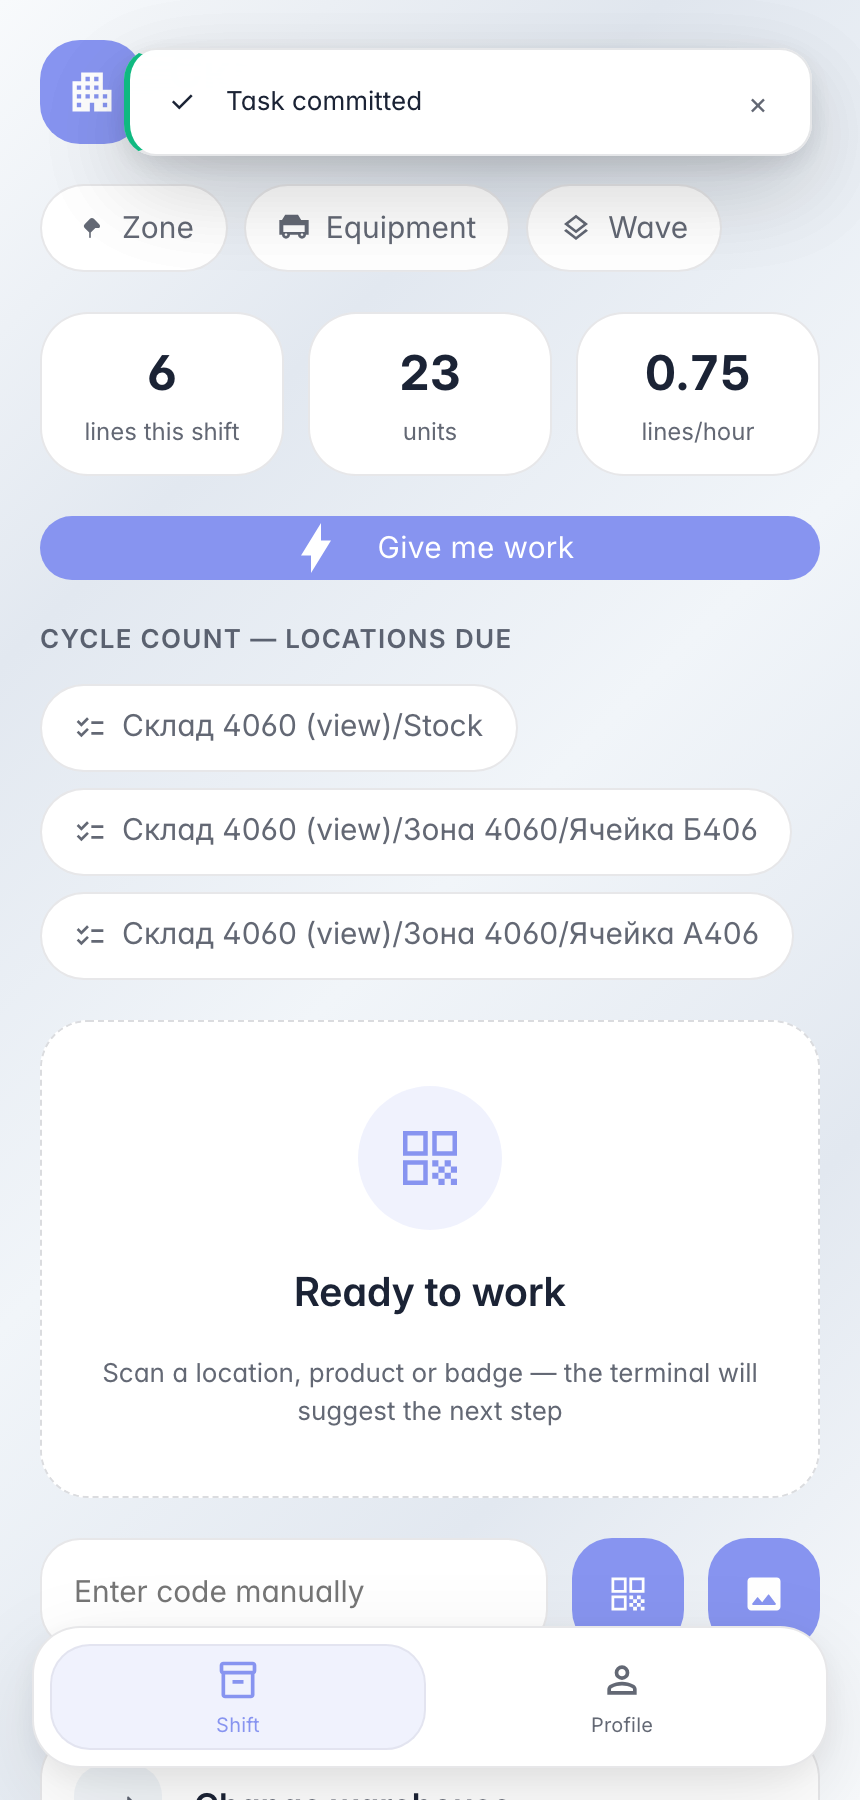 Task committed
Zone
Equipment
Wave
6
23
0.75
lines this shift
units
lines/hour
Give me work
CYCLE COUNT — LOCATIONS DUE
Склад 4060 (view)/Stock
Склад 4060 (view)/Зона 4060/Ячейка Б406
Склад 4060 (view)/Зона 4060/Ячейка А406
Ready to work
Scan a location, product or badge — the terminal will
suggest the next step
Enter code manually
Shift
Profile
Change warehouse